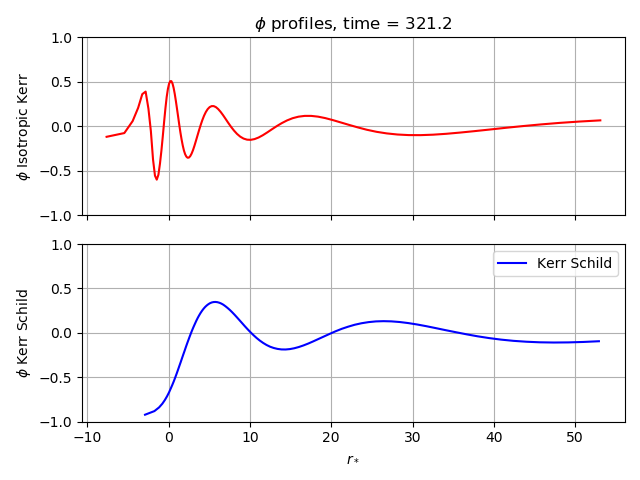 ϕ profiles, time = 321.2
1.0
0.5
0.0
−0.5
−1.0
ϕ Isotropic Kerr
1.0
0.5
0.0
−0.5
−1.0
ϕ Kerr Schild
Kerr Schild
−10 0 10 20 30 40 50
r*